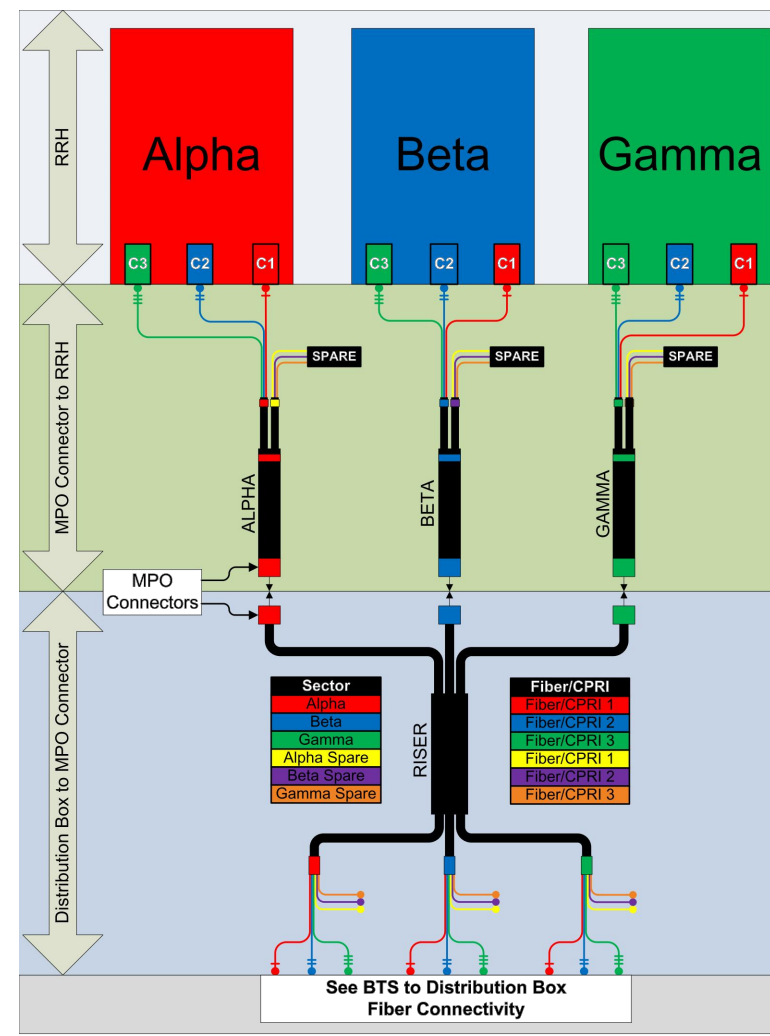 RRH
Alpha
Beta
Gamma
C3
C2
C1
C3
C2
C1
C3
C2
C1
MPO Connector to RRH
SPARE
SPARE
SPARE
ALPHA
BETA
GAMMA
MPO
Connectors
Distribution Box to MPO Connector
Sector
Alpha
Beta
Gamma
Alpha Spare
Beta Spare
Gamma Spare
RISER
Fiber/CPRI
Fiber/CPRI 1
Fiber/CPRI 2
Fiber/CPRI 3
Fiber/CPRI 1
Fiber/CPRI 2
Fiber/CPRI 3
See BTS to Distribution Box
Fiber Connectivity